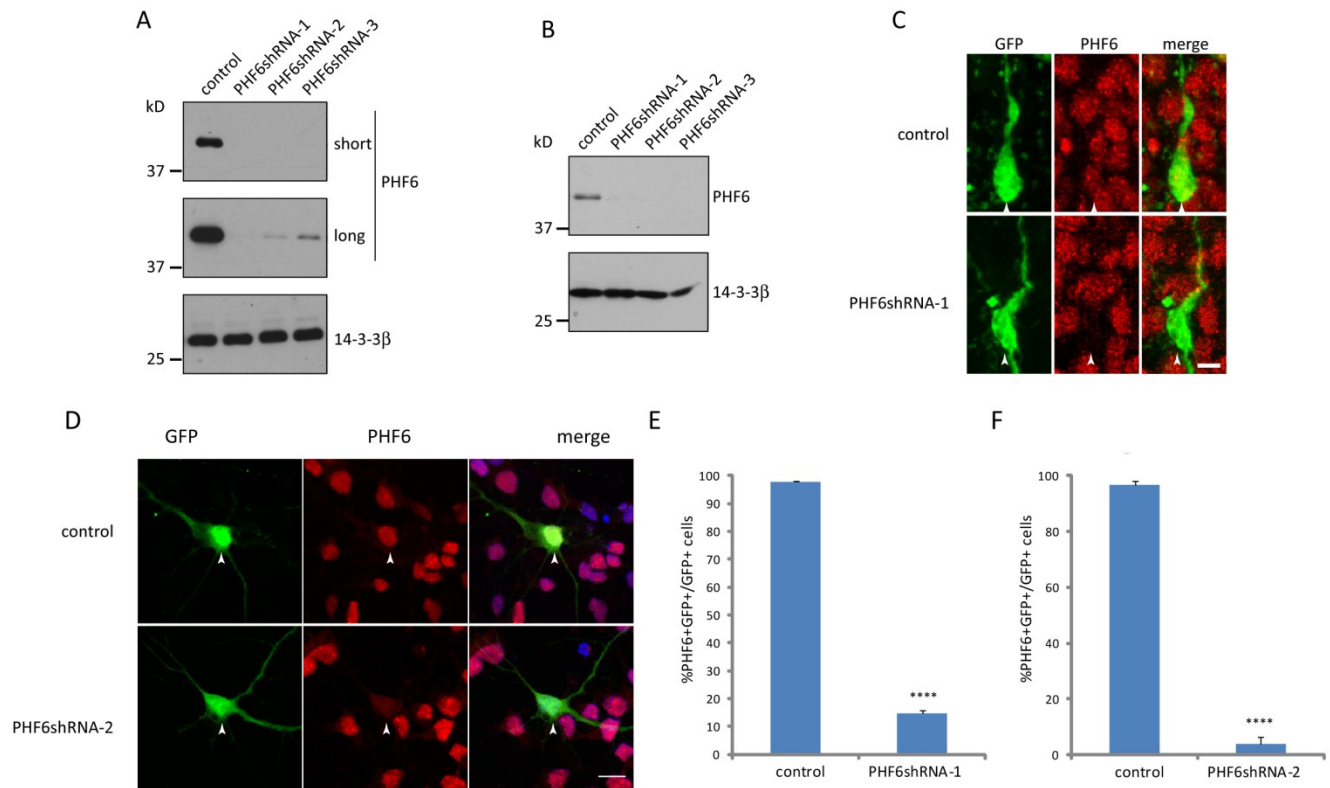 A
control
PHF6shRNA-1
PHF6shRNA-2
PHF6shRNA-3
kD
short
37
PHF6
long
37
14-3-3β
25
B
control
PHF6shRNA-1
PHF6shRNA-2
PHF6shRNA-3
kD
PHF6
37
14-3-3β
25
C
GFP PHF6 merge
control
PHF6shRNA-1
D
GFP PHF6 merge
control
PHF6shRNA-2
E
%PHF6+GFP+/GFP+ cells
100
90
80
70
60
50
40
30
20
10
0
****
control PHF6shRNA-1
F
%PHF6+GFP+/GFP+ cells
100
80
60
40
20
0
****
control PHF6shRNA-2